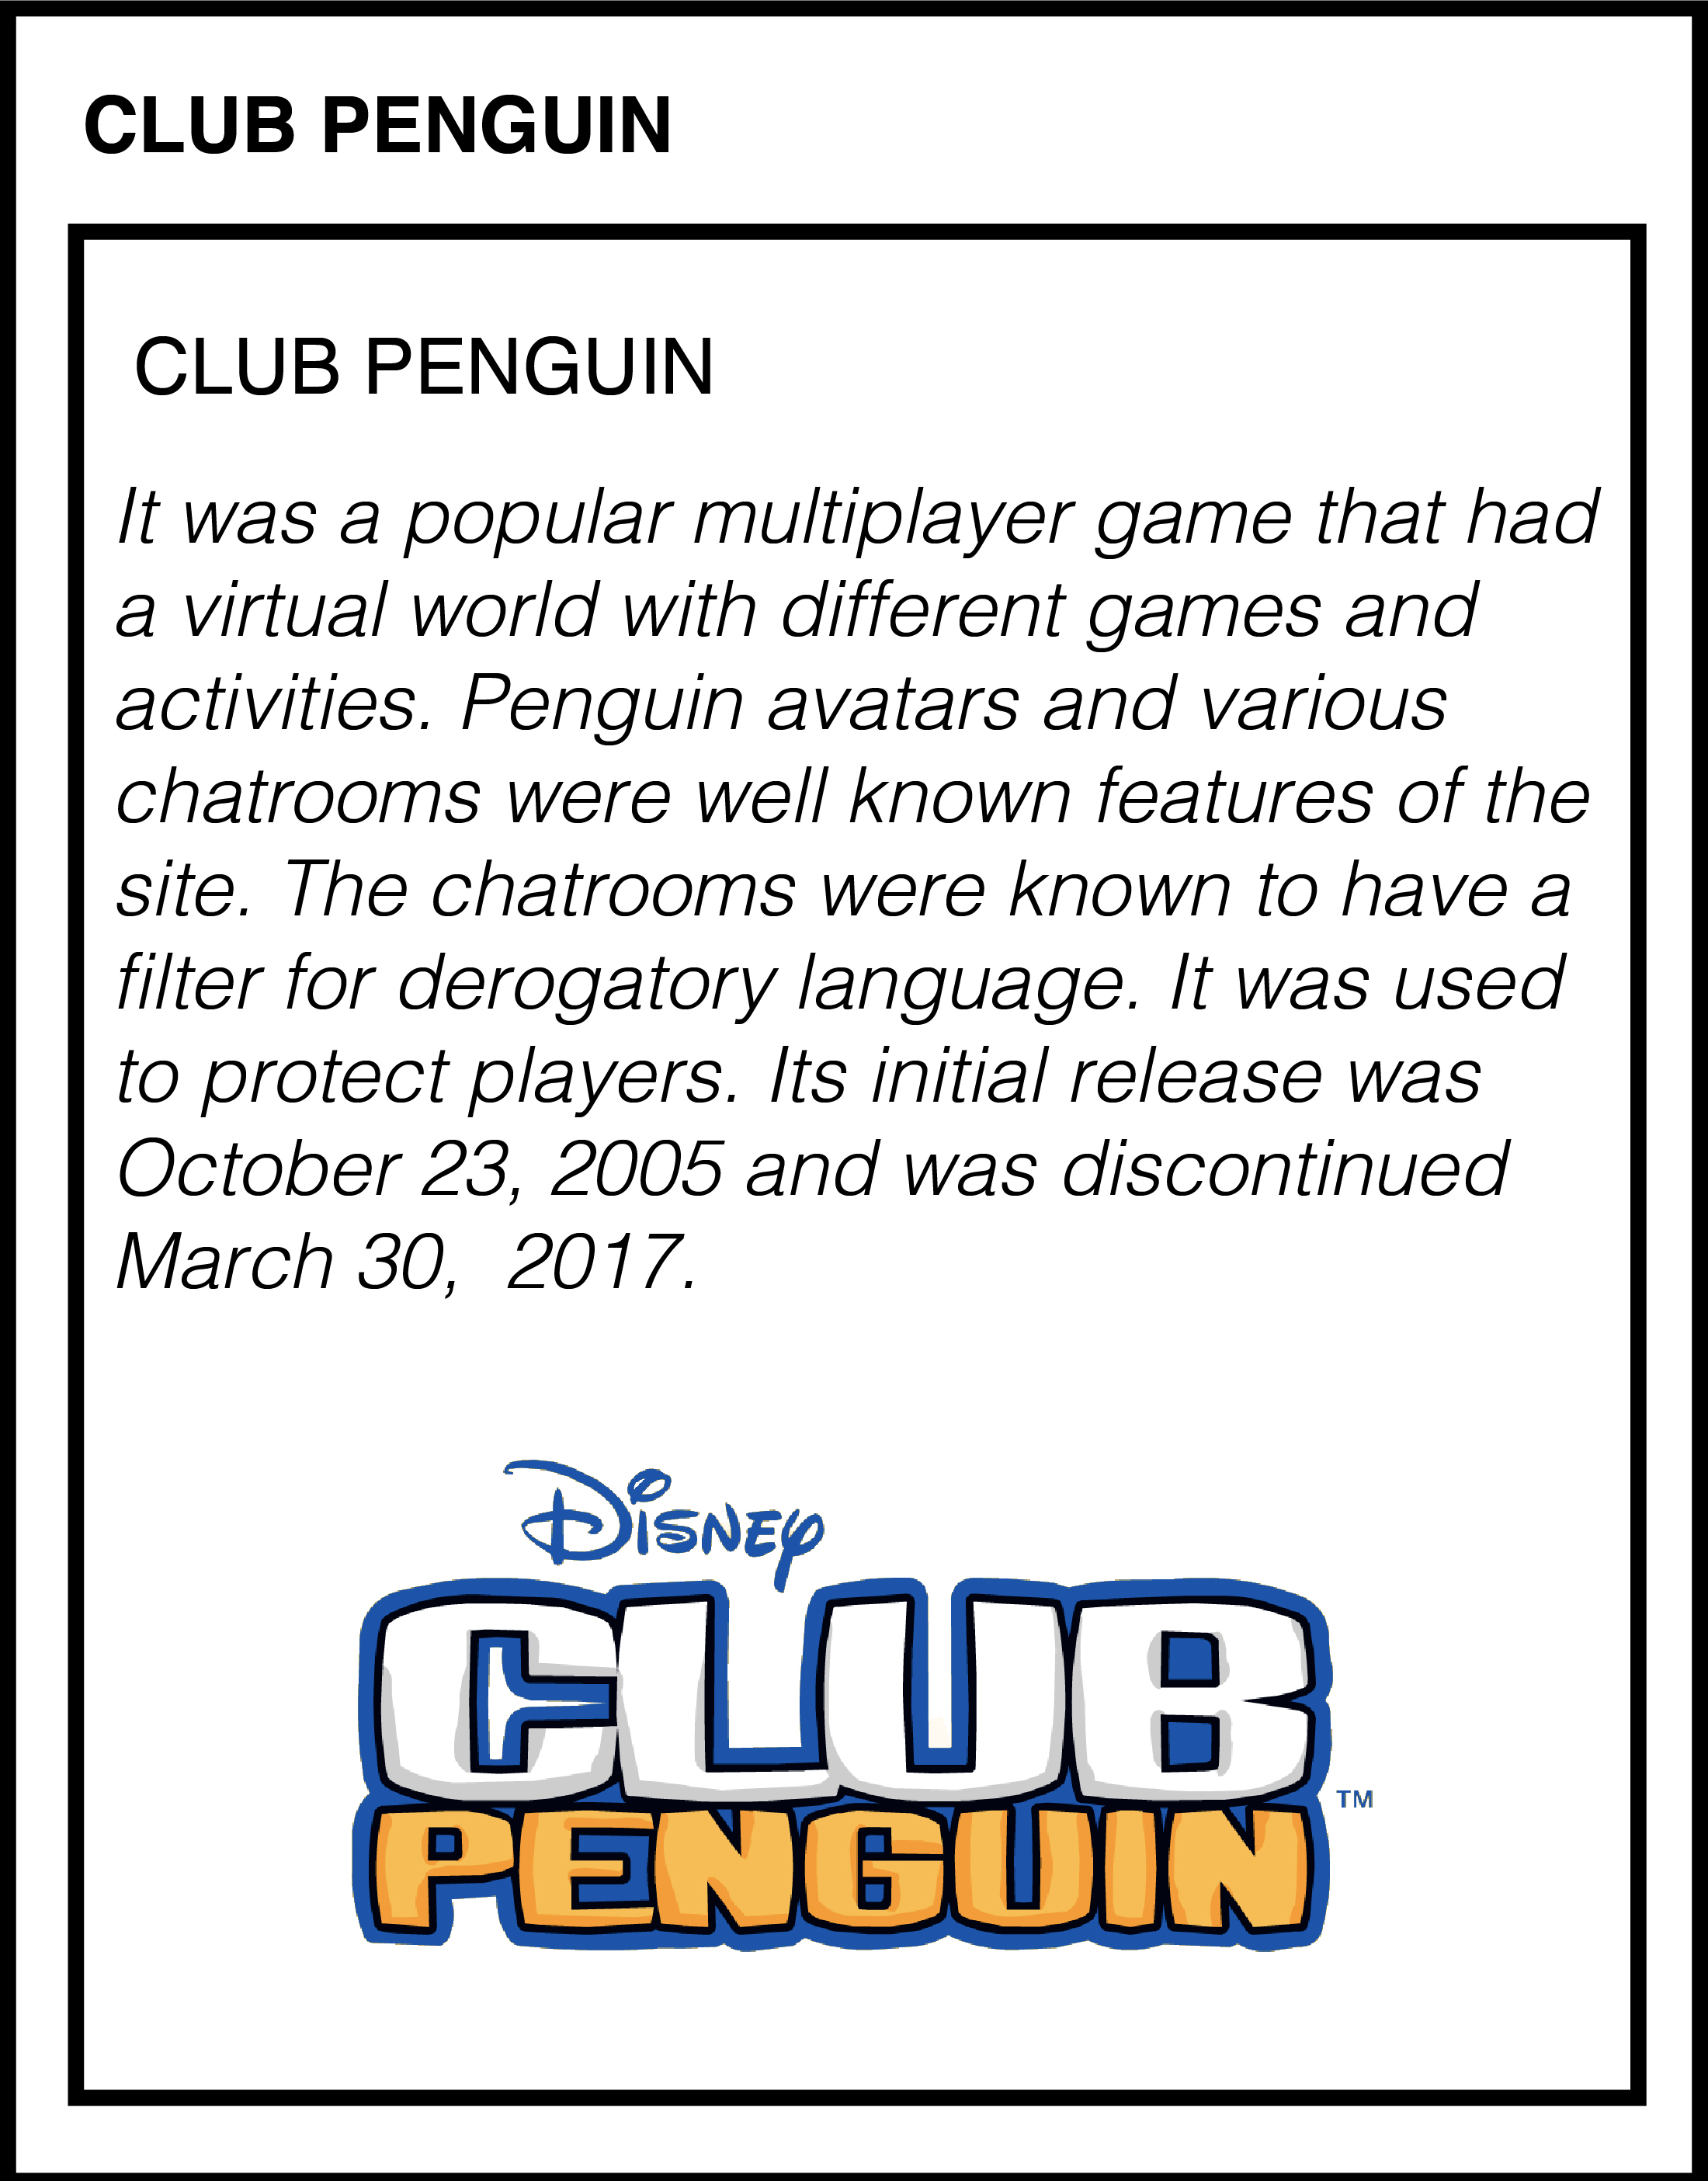 CLUB PENGUIN
CLUB PENGUIN
It was a popular multiplayer game that had
a virtual world with different games and
activities. Penguin avatars and various
chatrooms were well known features of the
site. The chatrooms were known to have a
filter for derogatory language. It was used
to protect players. Its initial release was
October 23, 2005 and was discontinued
March 30,  2017.
DISNEY
CLUB
PENGUIN
TM